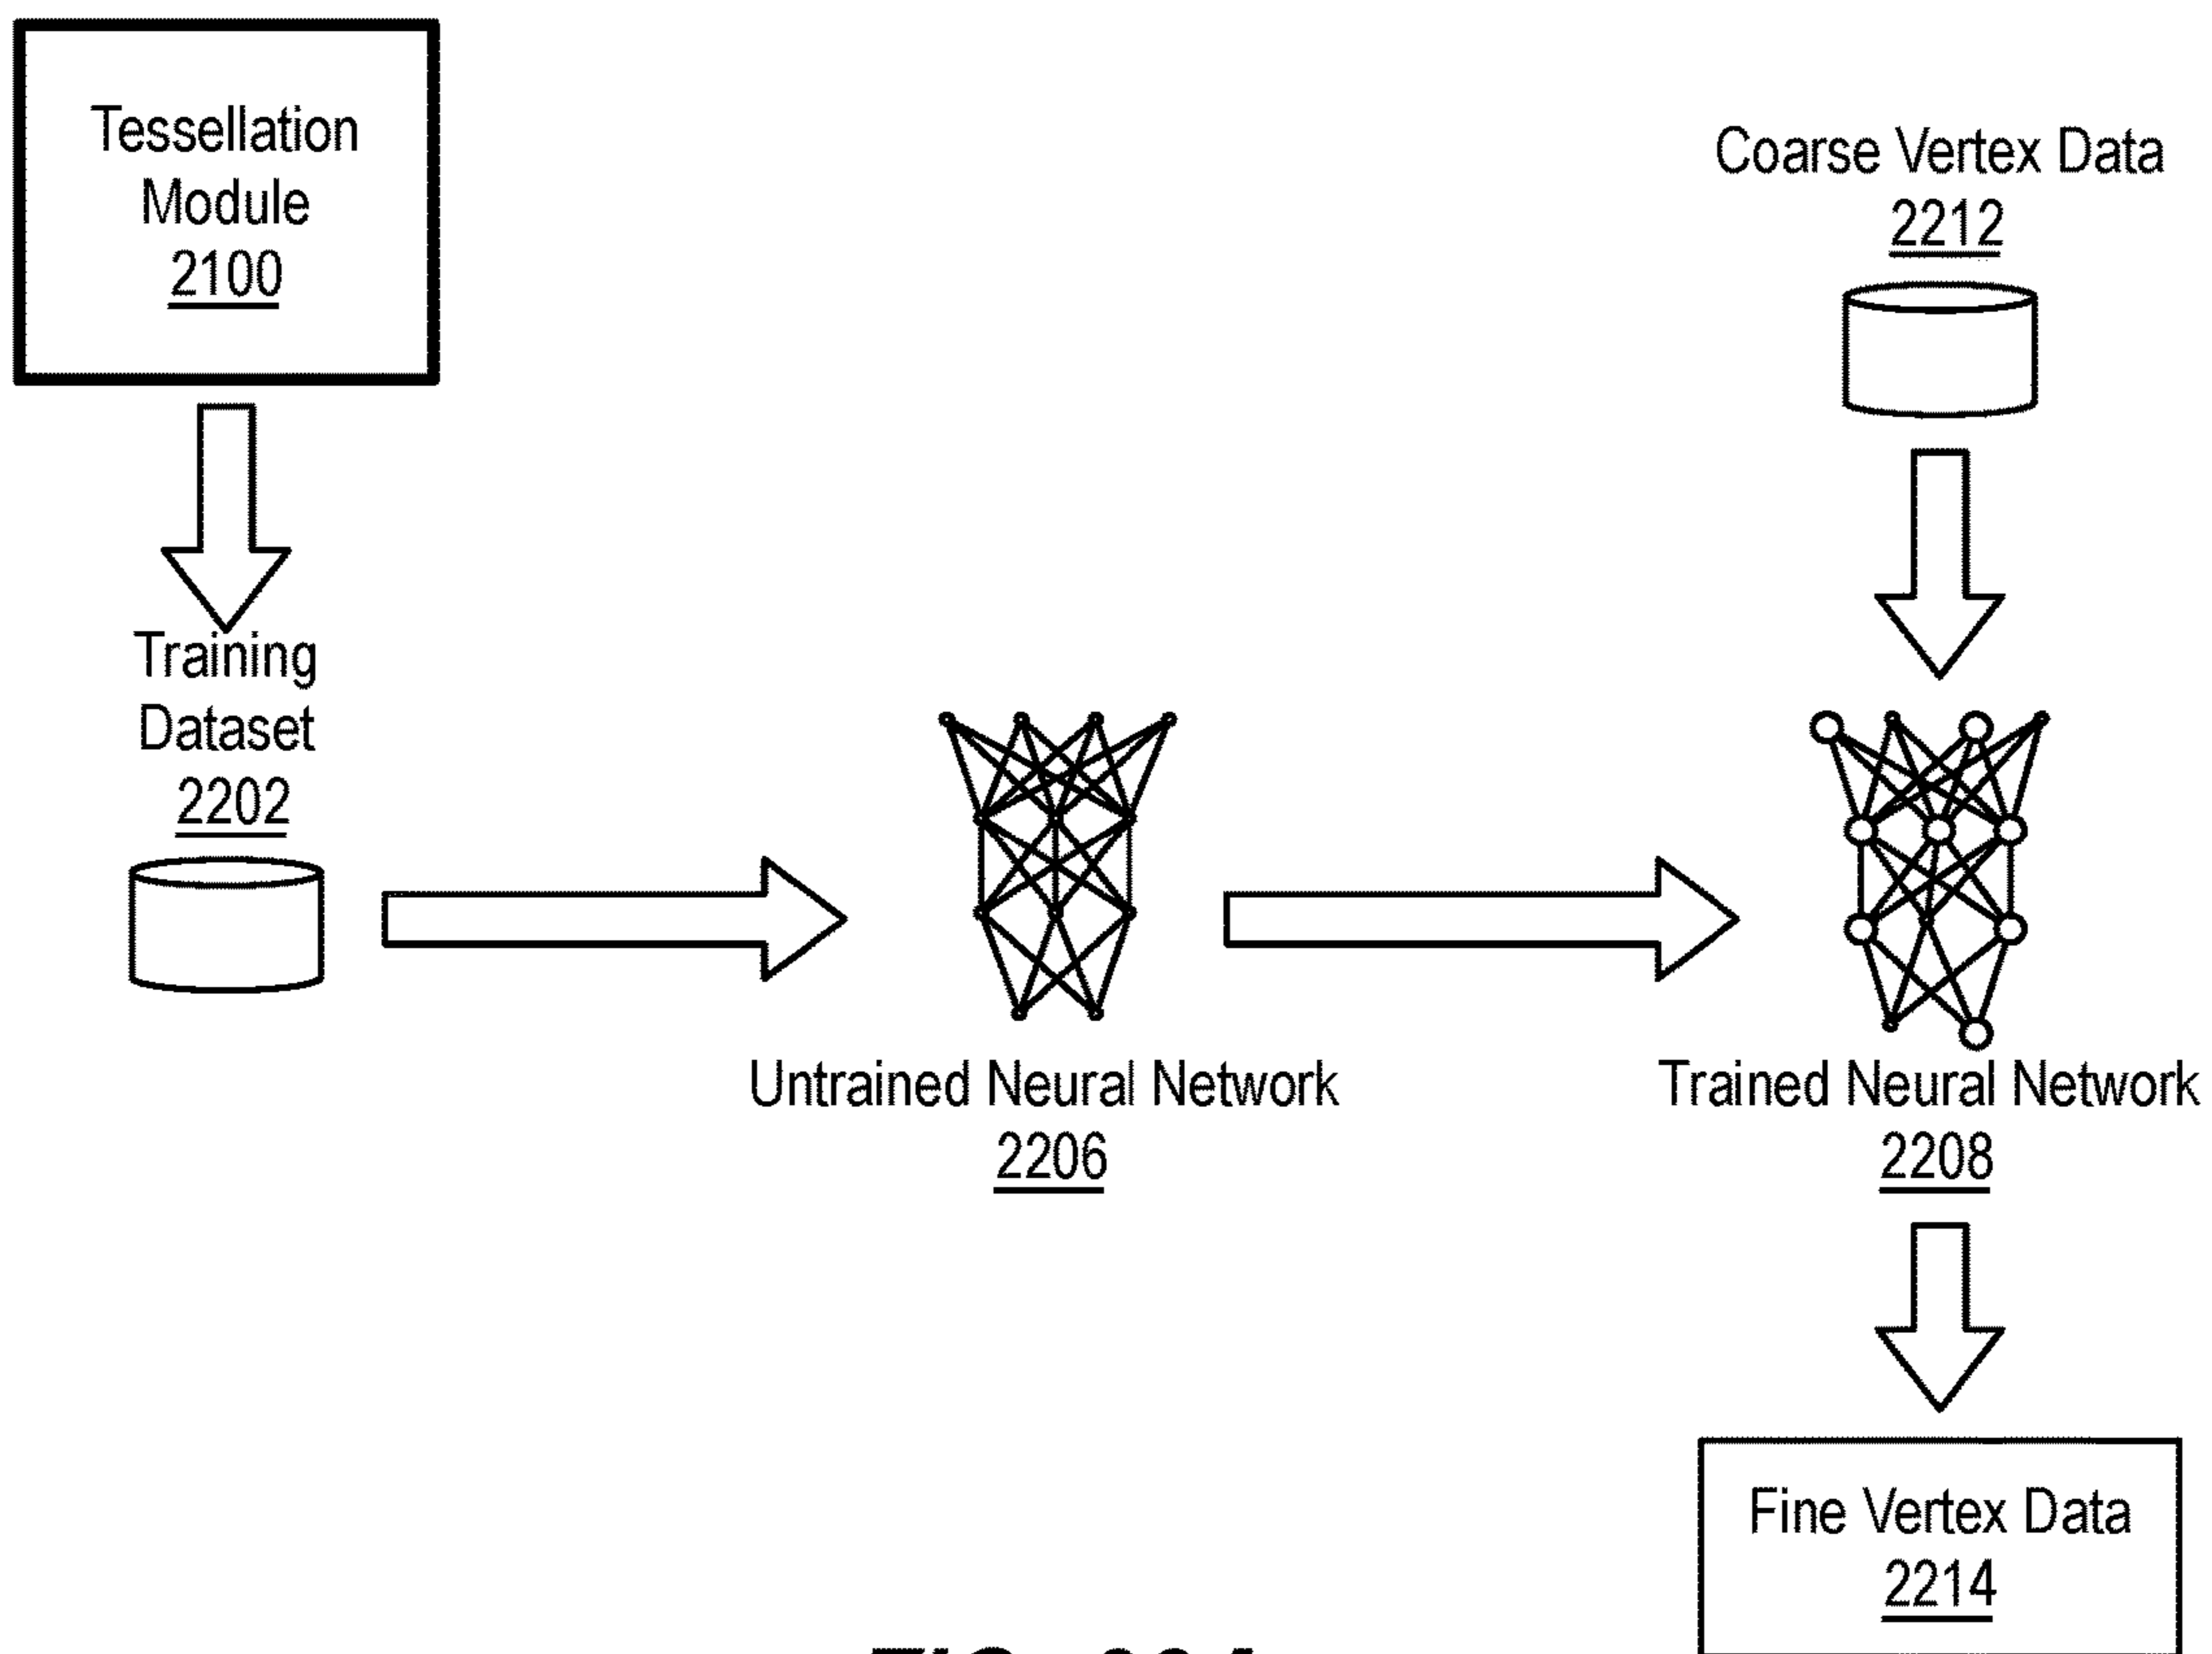 Tessellation
Module
2100
Coarse Vertex Data
2212
Training
Dataset
2202
Untrained Neural Network
2206
Trained Neural Network
2208
Fine Vertex Data
2214